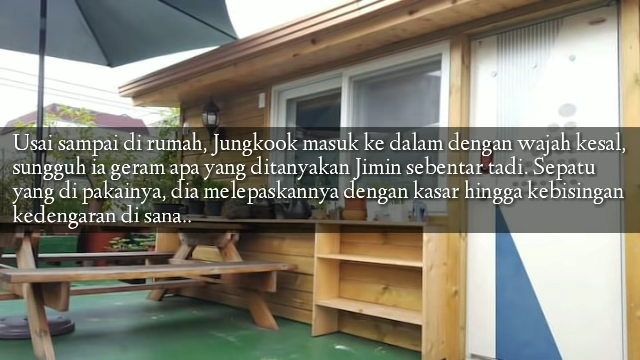 Usai sampai di rumah, Jungkook masuk ke dalam dengan wajah kesal,
sungguh ia geram apa yang ditanyakan Jimin sebentar tadi. Sepatu
yang di pakainya, dia melepaskannya dengan kasar hingga kebisingan
kedengaran di sana..